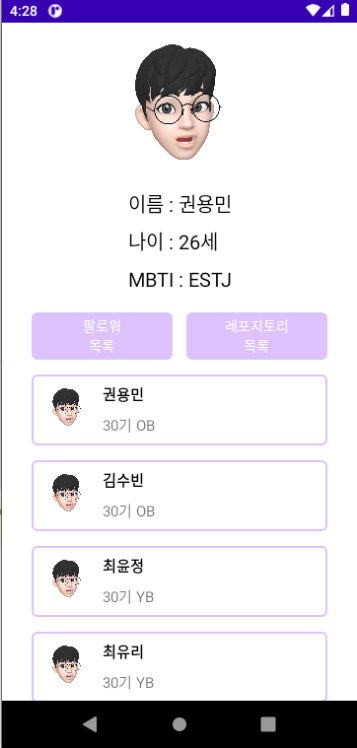 4:28
이름 : 권용민
나이 : 26세
MBTI : ESTJ
팔로워
목록
레포지토리
목록
권용민
30기 OB
김수빈
30기 OB
최윤정
30기 YB
최유리
30기 YB